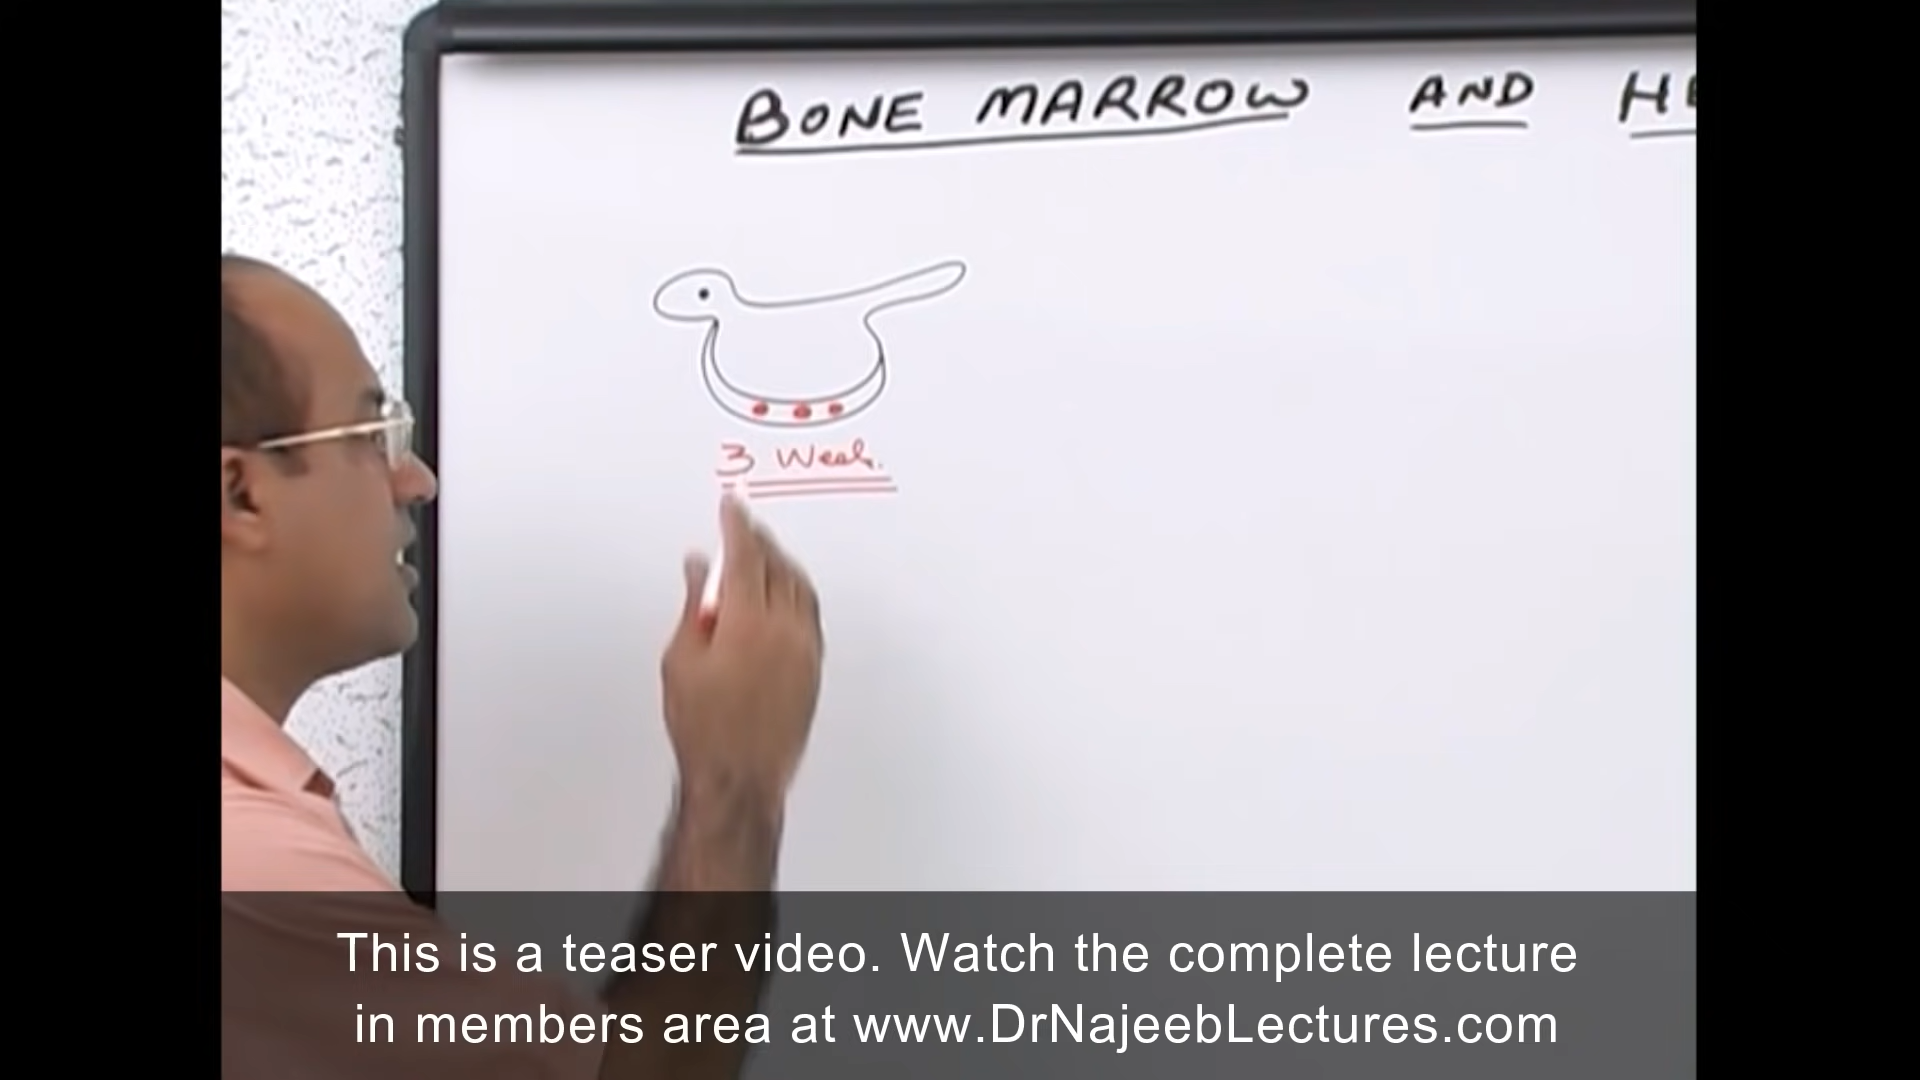 BONE MARROW AND HE
3 Week.
This is a teaser video. Watch the complete lecture
in members area at www.DrNajeebLectures.com